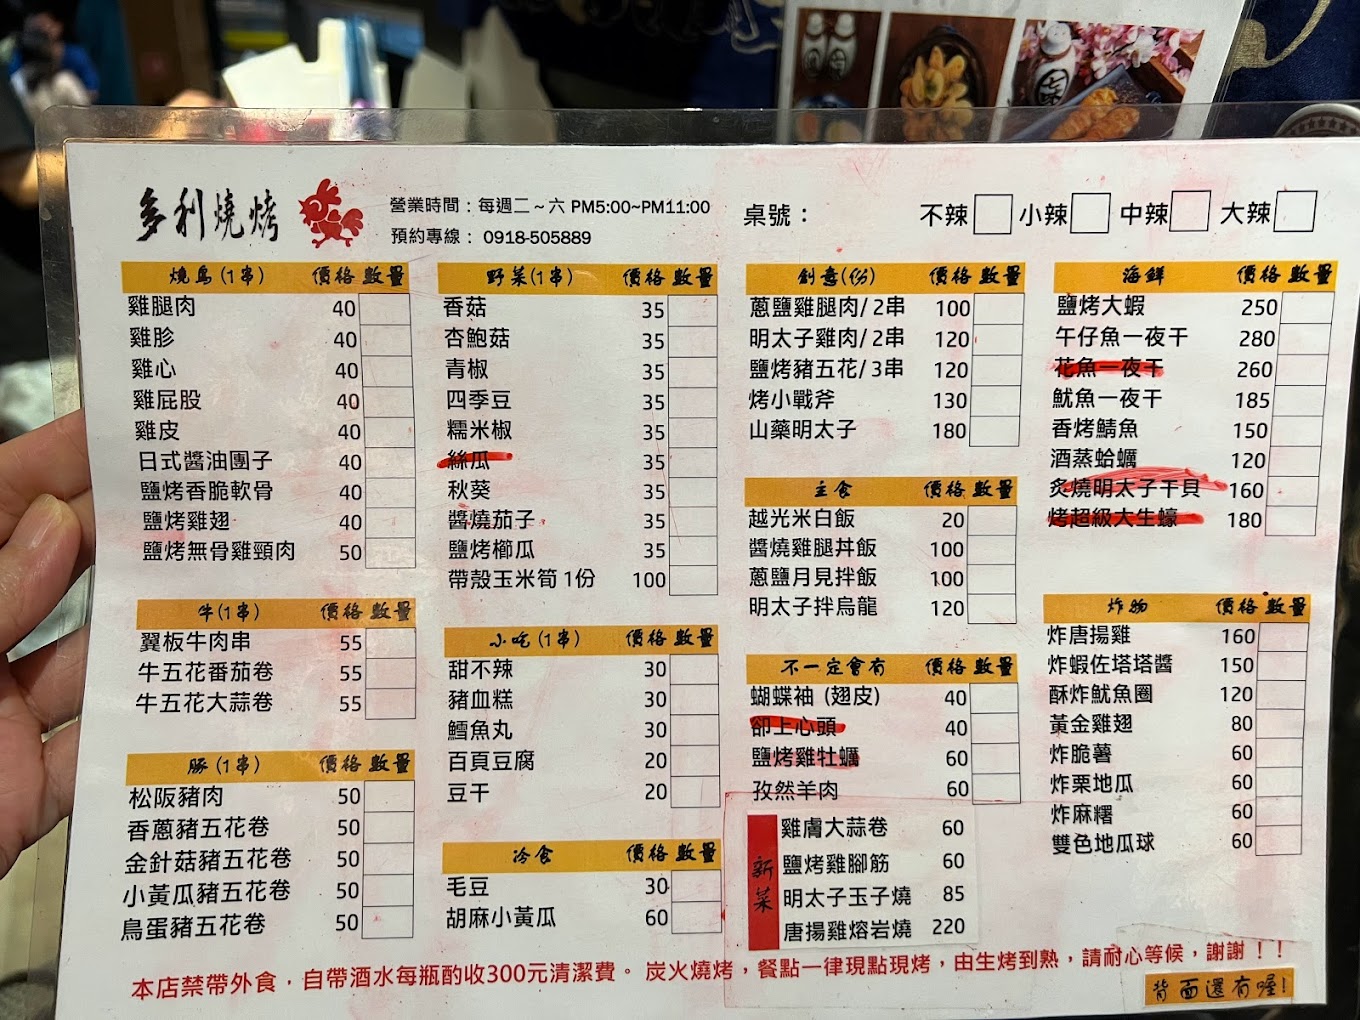 多利燒烤
營業時間：每週二～六 PM5:00~PM11:00
預約專線： 0918-505889
桌號：
不辣 小辣 中辣 大辣
燒鳥(1串) 價格 數量
雞腿肉 40
雞胗 40
雞心 40
雞屁股 40
雞皮 40
日式醬油團子 40
鹽烤香脆軟骨 40
鹽烤雞翅 40
鹽烤無骨雞頸肉 50
牛(1串) 價格 數量
翼板牛肉串 55
牛五花番茄卷 55
牛五花大蒜卷 55
豚(1串) 價格 數量
松阪豬肉 50
香蔥豬五花卷 50
金針菇豬五花卷 50
小黃瓜豬五花卷 50
鳥蛋豬五花卷 50
野菜(1串) 價格 數量
香菇 35
杏鮑菇 35
青椒 35
四季豆 35
糯米椒 35
絲瓜 35
秋葵 35
醬燒茄子 35
鹽烤櫛瓜 35
帶殼玉米筍 1份 100
小吃(1串) 價格 數量
甜不辣 30
豬血糕 30
鱈魚丸 30
百頁豆腐 20
豆干 20
冷食 價格 數量
毛豆 30
胡麻小黃瓜 60
創意(份) 價格 數量
蔥鹽雞腿肉/2串 100
明太子雞肉/2串 120
鹽烤豬五花/3串 120
烤小戰斧 130
山藥明太子 180
主食 價格 數量
越光米白飯 20
醬燒雞腿丼飯 100
蔥鹽月見拌飯 100
明太子拌烏龍 120
不一定會有 價格 數量
蝴蝶袖 (翅皮) 40
卻上心頭 40
鹽烤雞牡蠣 60
孜然羊肉 60
新菜
雞膚大蒜卷 60
鹽烤雞腳筋 60
明太子玉子燒 85
唐揚雞熔岩燒 220
海鮮 價格 數量
鹽烤大蝦 250
午仔魚一夜干 280
花魚一夜干 260
魷魚一夜干 185
香烤鯖魚 150
酒蒸蛤蠣 120
炙燒明太子干貝 160
烤超級大生蠔 180
炸物 價格 數量
炸唐揚雞 160
炸蝦佐塔塔醬 150
酥炸魷魚圈 120
黃金雞翅 80
炸脆薯 60
炸栗地瓜 60
炸麻糬 60
雙色地瓜球 60
本店禁帶外食，自帶酒水每瓶酌收300元清潔費。 炭火燒烤，餐點一律現點現烤，由生烤到熟，請耐心等候，謝謝！！
背面還有喔!